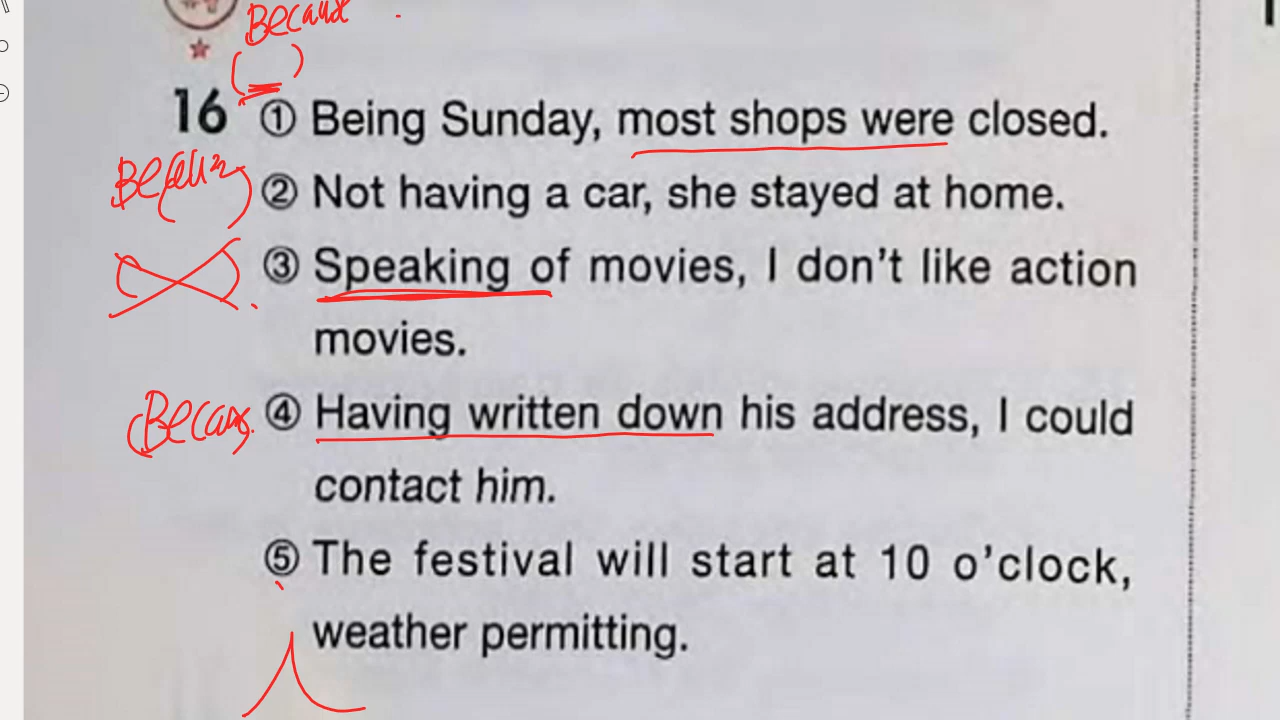 Because
16 ① Being Sunday, most shops were closed.
② Not having a car, she stayed at home.
③ Speaking of movies, I don't like action
movies.
④ Having written down his address, I could
contact him.
⑤ The festival will start at 10 o'clock,
weather permitting.